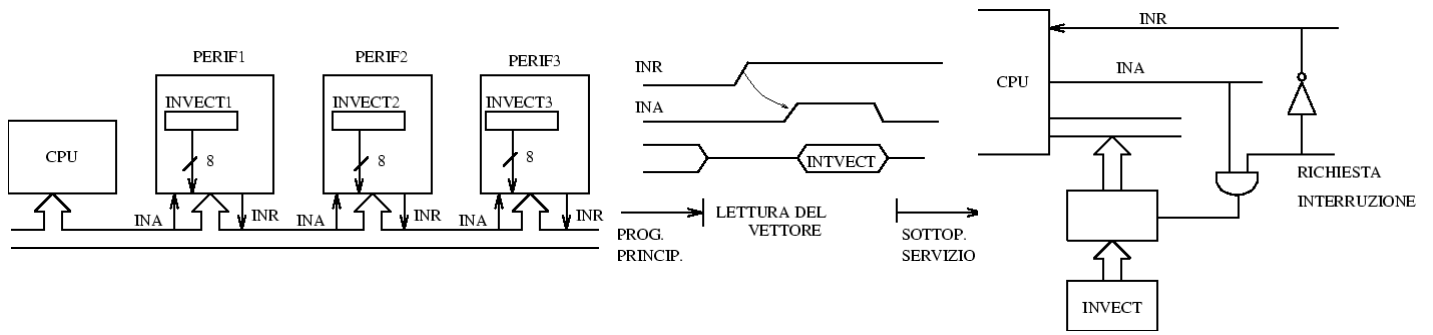 PERIF1
PERIF2
PERIF3
INVECT1
INVECT2
INVECT3
CPU
8
8
8
INA
INR
INA
INR
INA
INR
INR
INA
INTVECT
PROG.
PRINCIP.
LETTURA DEL
VETTORE
SOTTOP.
SERVIZIO
INR
CPU
INA
RICHIESTA
INTERRUZIONE
INVECT